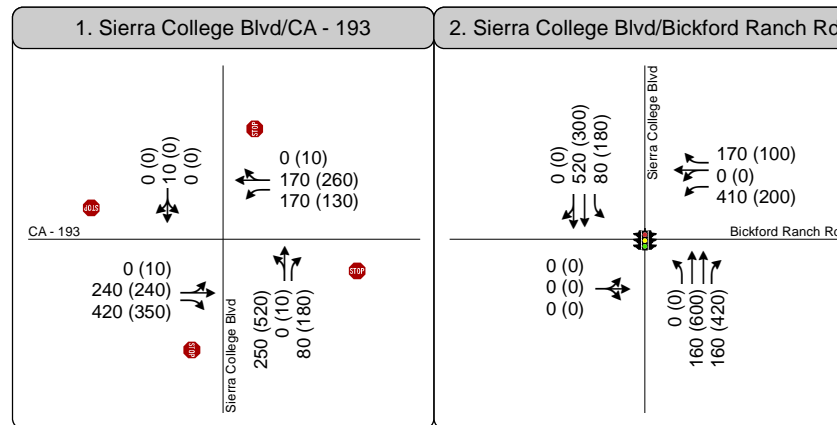 1. Sierra College Blvd/CA - 193
STOP
0 (0)
10 (0)
0 (0)
0 (10)
170 (260)
170 (130)
STOP
CA - 193
STOP
0 (10)
240 (240)
420 (350)
250 (520)
0 (10)
80 (180)
STOP
Sierra College Blvd
2. Sierra College Blvd/Bickford Ranch Rd
Sierra College Blvd
0 (0)
520 (300)
80 (180)
170 (100)
0 (0)
410 (200)
Bickford Ranch Rd
0 (0)
0 (0)
0 (0)
0 (0)
160 (600)
160 (420)